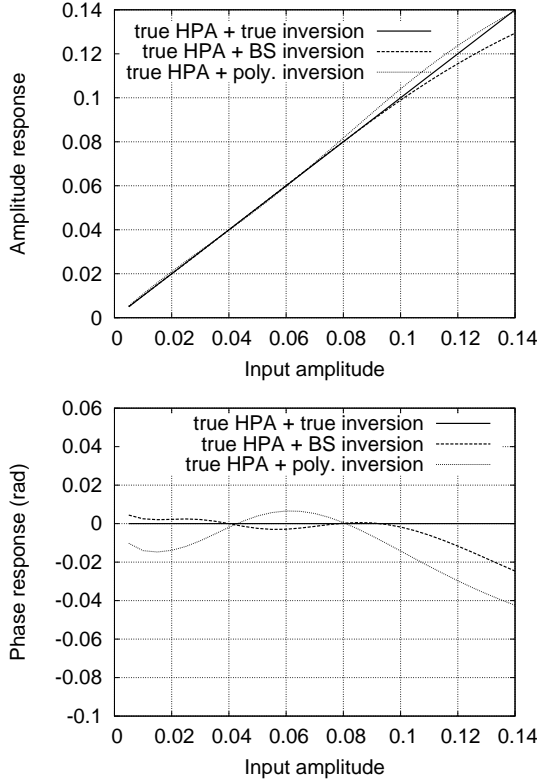 0.14
0.12
0.1
0.08
0.06
0.04
0.02
0
Amplitude response
true HPA + true inversion
true HPA + BS inversion
true HPA + poly. inversion
0 0.02 0.04 0.06 0.08 0.1 0.12 0.14
Input amplitude
0.06
0.04
0.02
0
-0.02
-0.04
-0.06
-0.08
-0.1
Phase response (rad)
true HPA + true inversion
true HPA + BS inversion
true HPA + poly. inversion
0 0.02 0.04 0.06 0.08 0.1 0.12 0.14
Input amplitude